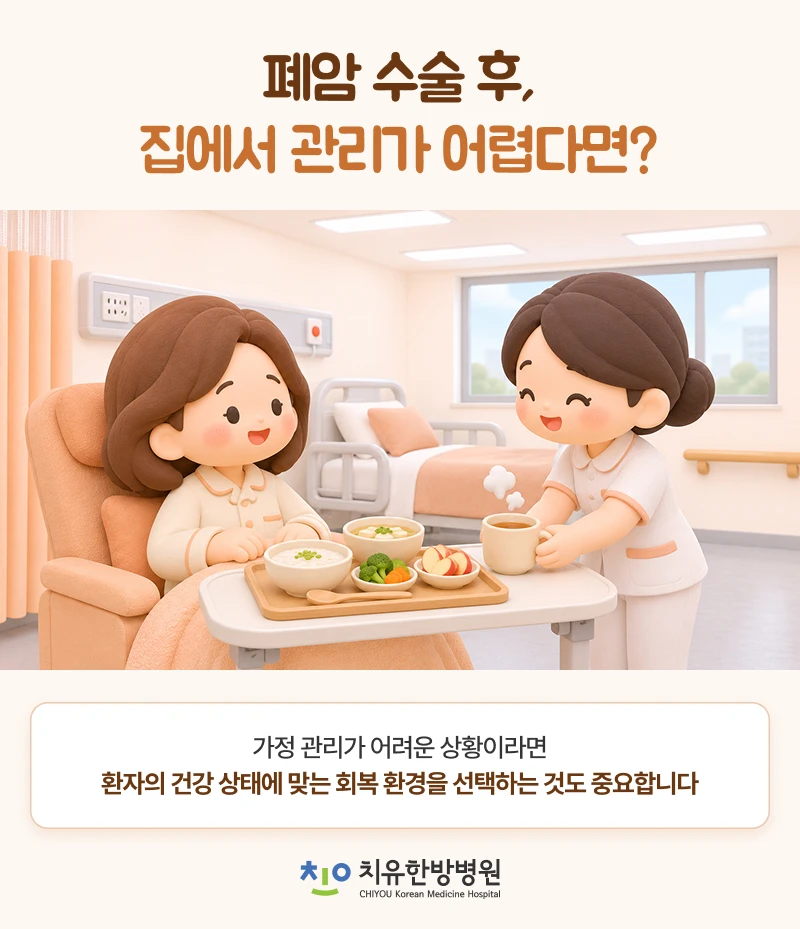 폐암 수술 후,
집에서 관리가 어렵다면?
가정 관리가 어려운 상황이라면
환자의 건강 상태에 맞는 회복 환경을 선택하는 것도 중요합니다
치유 치유한방병원
CHIYOU Korean Medicine Hospital